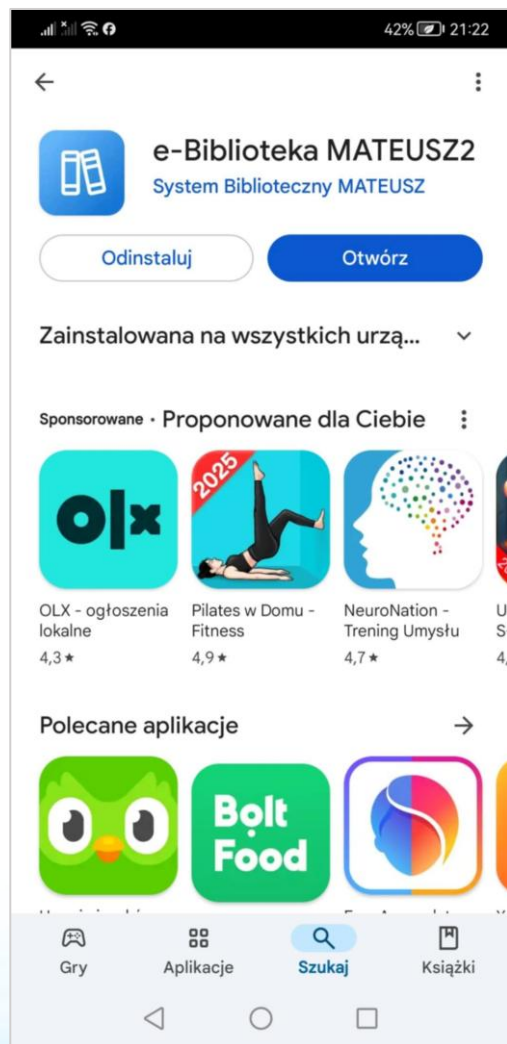 42% 21:22
e-Biblioteka MATEUSZ2
System Biblioteczny MATEUSZ
Odinstaluj Otwórz
Zainstalowana na wszystkich urzą...
Sponsorowane · Proponowane dla Ciebie
2025
olx
OLX - ogłoszenia lokalne
4,3★
Pilates w Domu - Fitness
4,9★
NeuroNation - Trening Umysłu
4,7★
Polecane aplikacje
Bolt
Food
Gry Aplikacje Szukaj Książki